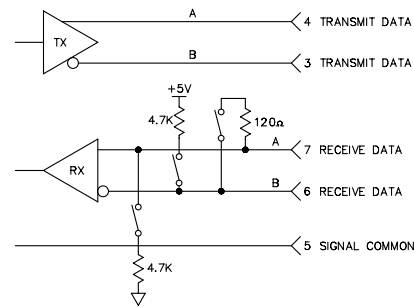 A
4 TRANSMIT DATA
TX
B
3 TRANSMIT DATA
+5V
4.7K
120Ω
A
7 RECEIVE DATA
RX
B
6 RECEIVE DATA
5 SIGNAL COMMON
4.7K